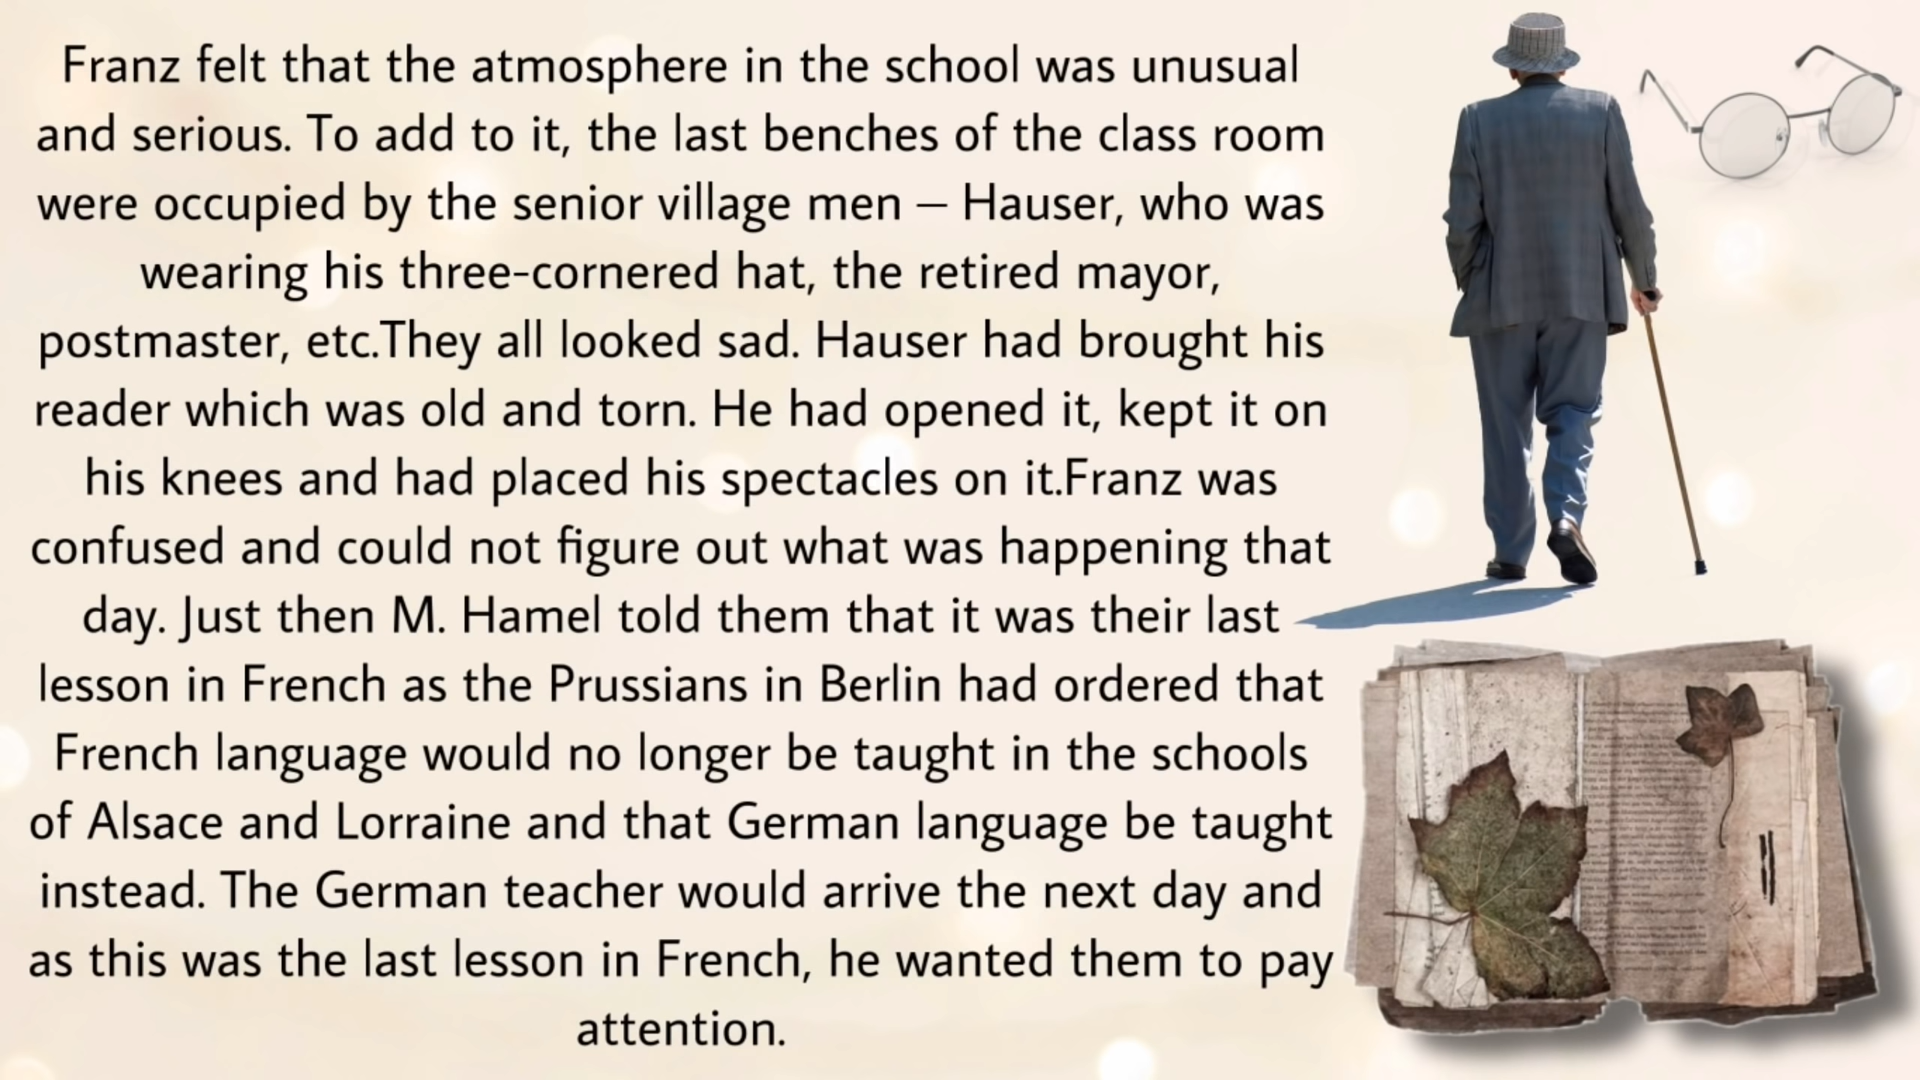 Franz felt that the atmosphere in the school was unusual
and serious. To add to it, the last benches of the class room
were occupied by the senior village men – Hauser, who was
wearing his three-cornered hat, the retired mayor,
postmaster, etc.They all looked sad. Hauser had brought his
reader which was old and torn. He had opened it, kept it on
his knees and had placed his spectacles on it.Franz was
confused and could not figure out what was happening that
day. Just then M. Hamel told them that it was their last
lesson in French as the Prussians in Berlin had ordered that
French language would no longer be taught in the schools
of Alsace and Lorraine and that German language be taught
instead. The German teacher would arrive the next day and
as this was the last lesson in French, he wanted them to pay
attention.